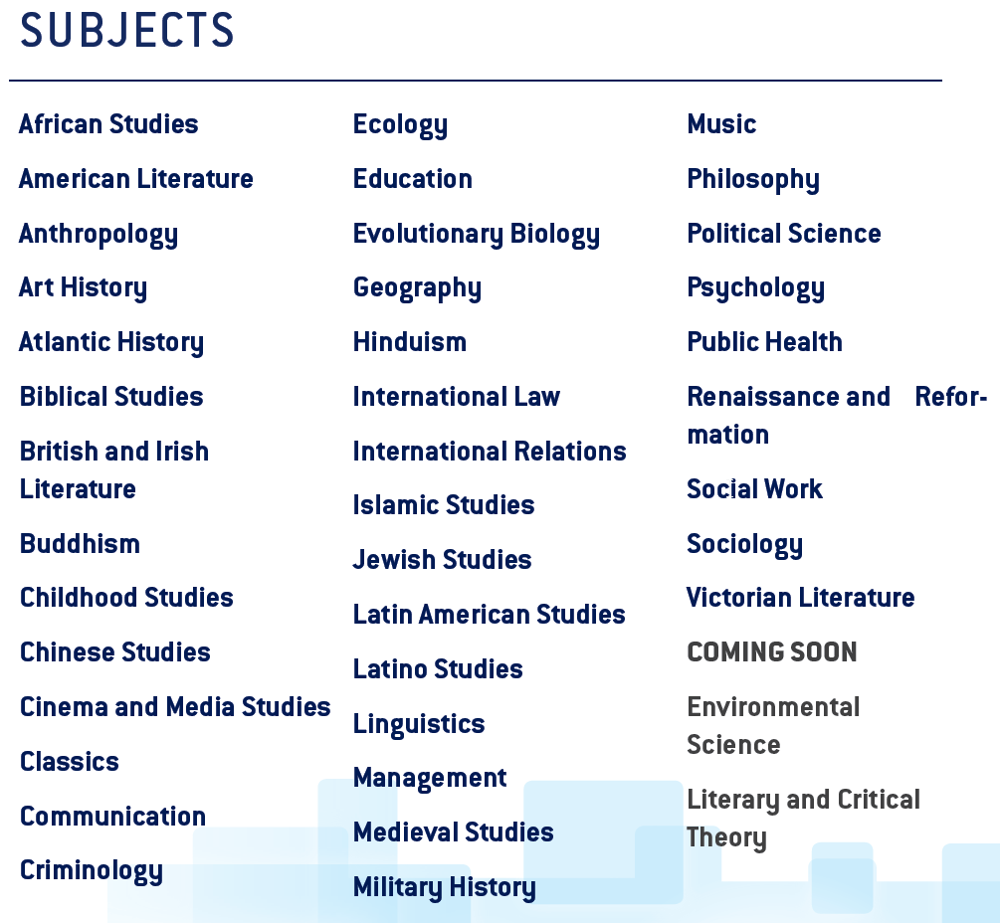 SUBJECTS
African Studies
American Literature
Anthropology
Art History
Atlantic History
Biblical Studies
British and Irish
Literature
Buddhism
Childhood Studies
Chinese Studies
Cinema and Media Studies
Classics
Communication
Criminology
Ecology
Education
Evolutionary Biology
Geography
Hinduism
International Law
International Relations
Islamic Studies
Jewish Studies
Latin American Studies
Latino Studies
Linguistics
Management
Medieval Studies
Military History
Music
Philosophy
Political Science
Psychology
Public Health
Renaissance and Refor-
mation
Social Work
Sociology
Victorian Literature
COMING SOON
Environmental
Science
Literary and Critical
Theory